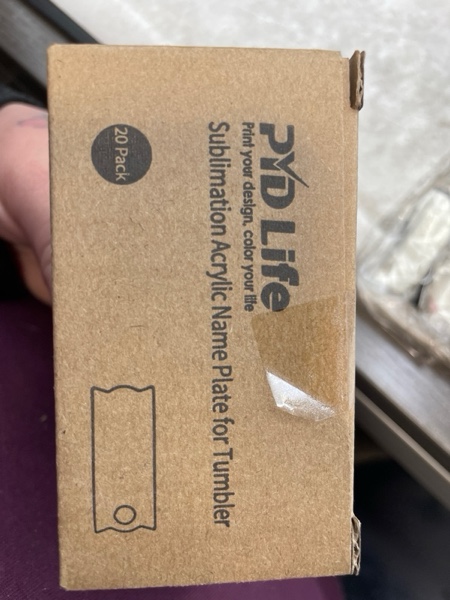 PYD Life
Print your design, color your life
Sublimation Acrylic Name Plate for Tumbler
20 Pack